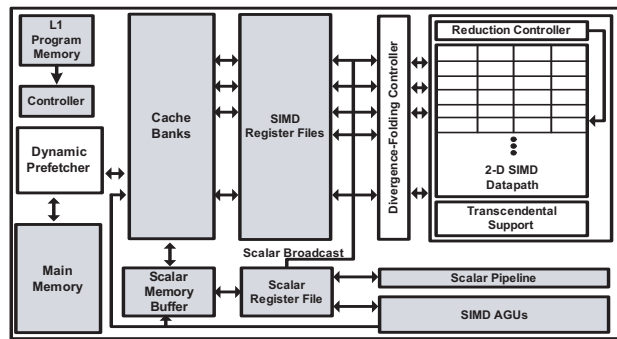 L1
Program
Memory
Controller
Dynamic
Prefetcher
Main
Memory
Cache
Banks
SIMD
Register Files
Scalar Broadcast
Scalar
Memory
Buffer
Scalar
Register File
Divergence-Folding Controller
Reduction Controller
2-D SIMD
Datapath
Transcendental
Support
Scalar Pipeline
SIMD AGUs